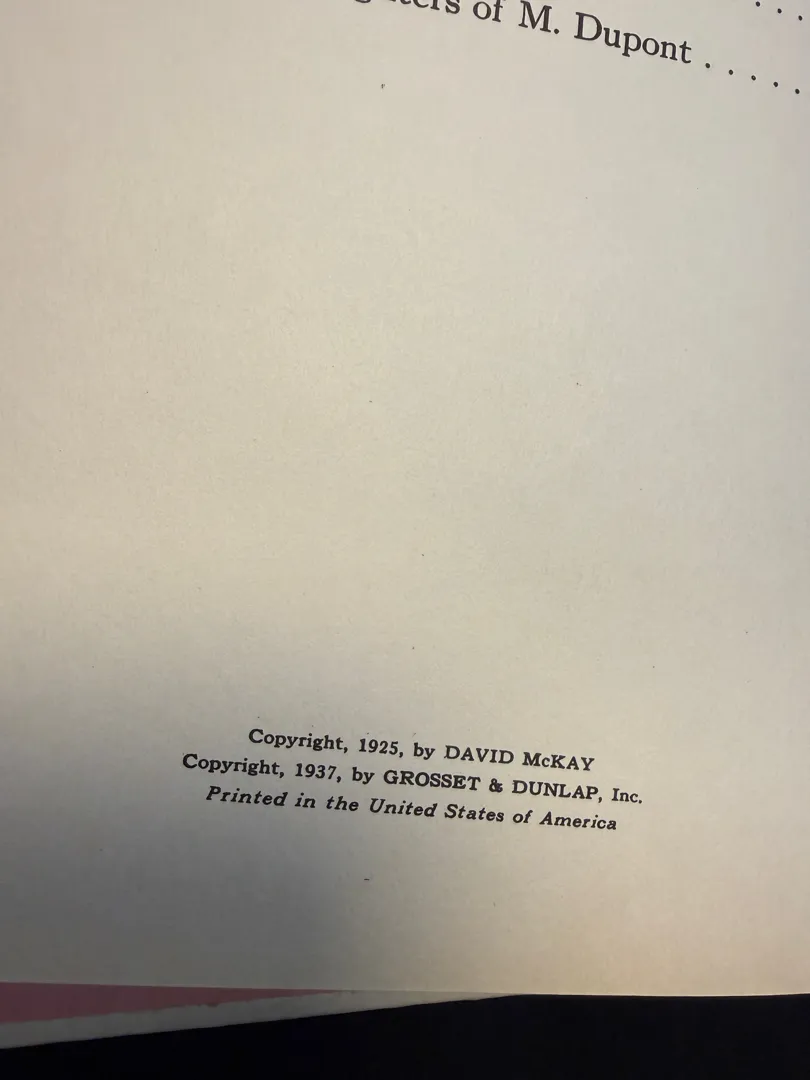 of M. Dupont . . . . .
Copyright, 1925, by DAVID McKAY
Copyright, 1937, by GROSSET & DUNLAP, Inc.
Printed in the United States of America